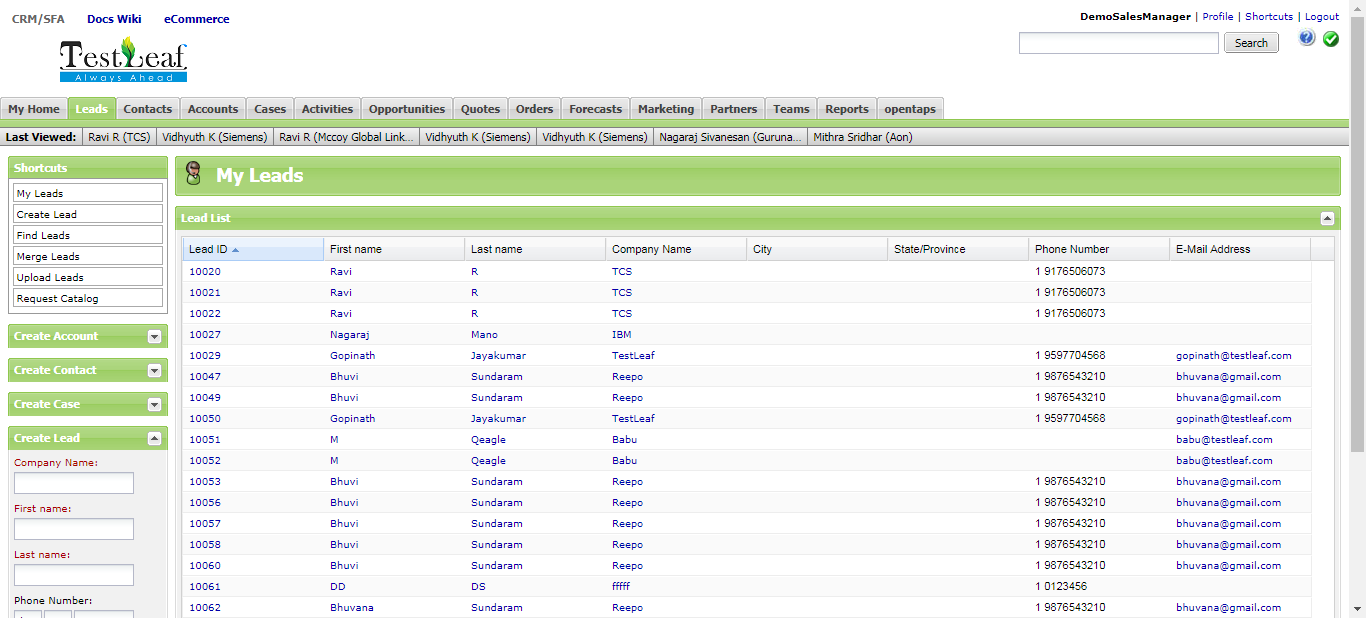 CRM/SFA Docs Wiki eCommerce
DemoSalesManager | Profile | Shortcuts | Logout
TestLeaf
Always Ahead
Search
My Home Leads Contacts Accounts Cases Activities Opportunities Quotes Orders Forecasts Marketing Partners Teams Reports opentaps
Last Viewed: Ravi R (TCS) Vidhyuth K (Siemens) Ravi R (Mccoy Global Link... Vidhyuth K (Siemens) Vidhyuth K (Siemens) Nagaraj Sivanesan (Guruna... Mithra Sridhar (Aon)
Shortcuts
My Leads
Create Lead
Find Leads
Merge Leads
Upload Leads
Request Catalog
Create Account
Create Contact
Create Case
Create Lead
Company Name:
First name:
Last name:
Phone Number:
My Leads
Lead List
Lead ID First name Last name Company Name City State/Province Phone Number E-Mail Address
10020 Ravi R TCS 1 9176506073
10021 Ravi R TCS 1 9176506073
10022 Ravi R TCS 1 9176506073
10027 Nagaraj Mano IBM
10029 Gopinath Jayakumar TestLeaf 1 9597704568 gopinath@testleaf.com
10047 Bhuvi Sundaram Reepo 1 9876543210 bhuvana@gmail.com
10049 Bhuvi Sundaram Reepo 1 9876543210 bhuvana@gmail.com
10050 Gopinath Jayakumar TestLeaf 1 9597704568 gopinath@testleaf.com
10051 M Qeagle Babu babu@testleaf.com
10052 M Qeagle Babu babu@testleaf.com
10053 Bhuvi Sundaram Reepo 1 9876543210 bhuvana@gmail.com
10056 Bhuvi Sundaram Reepo 1 9876543210 bhuvana@gmail.com
10057 Bhuvi Sundaram Reepo 1 9876543210 bhuvana@gmail.com
10058 Bhuvi Sundaram Reepo 1 9876543210 bhuvana@gmail.com
10060 Bhuvi Sundaram Reepo 1 9876543210 bhuvana@gmail.com
10061 DD DS fffff 1 0123456
10062 Bhuvana Sundaram Reepo 1 9876543210 bhuvana@gmail.com